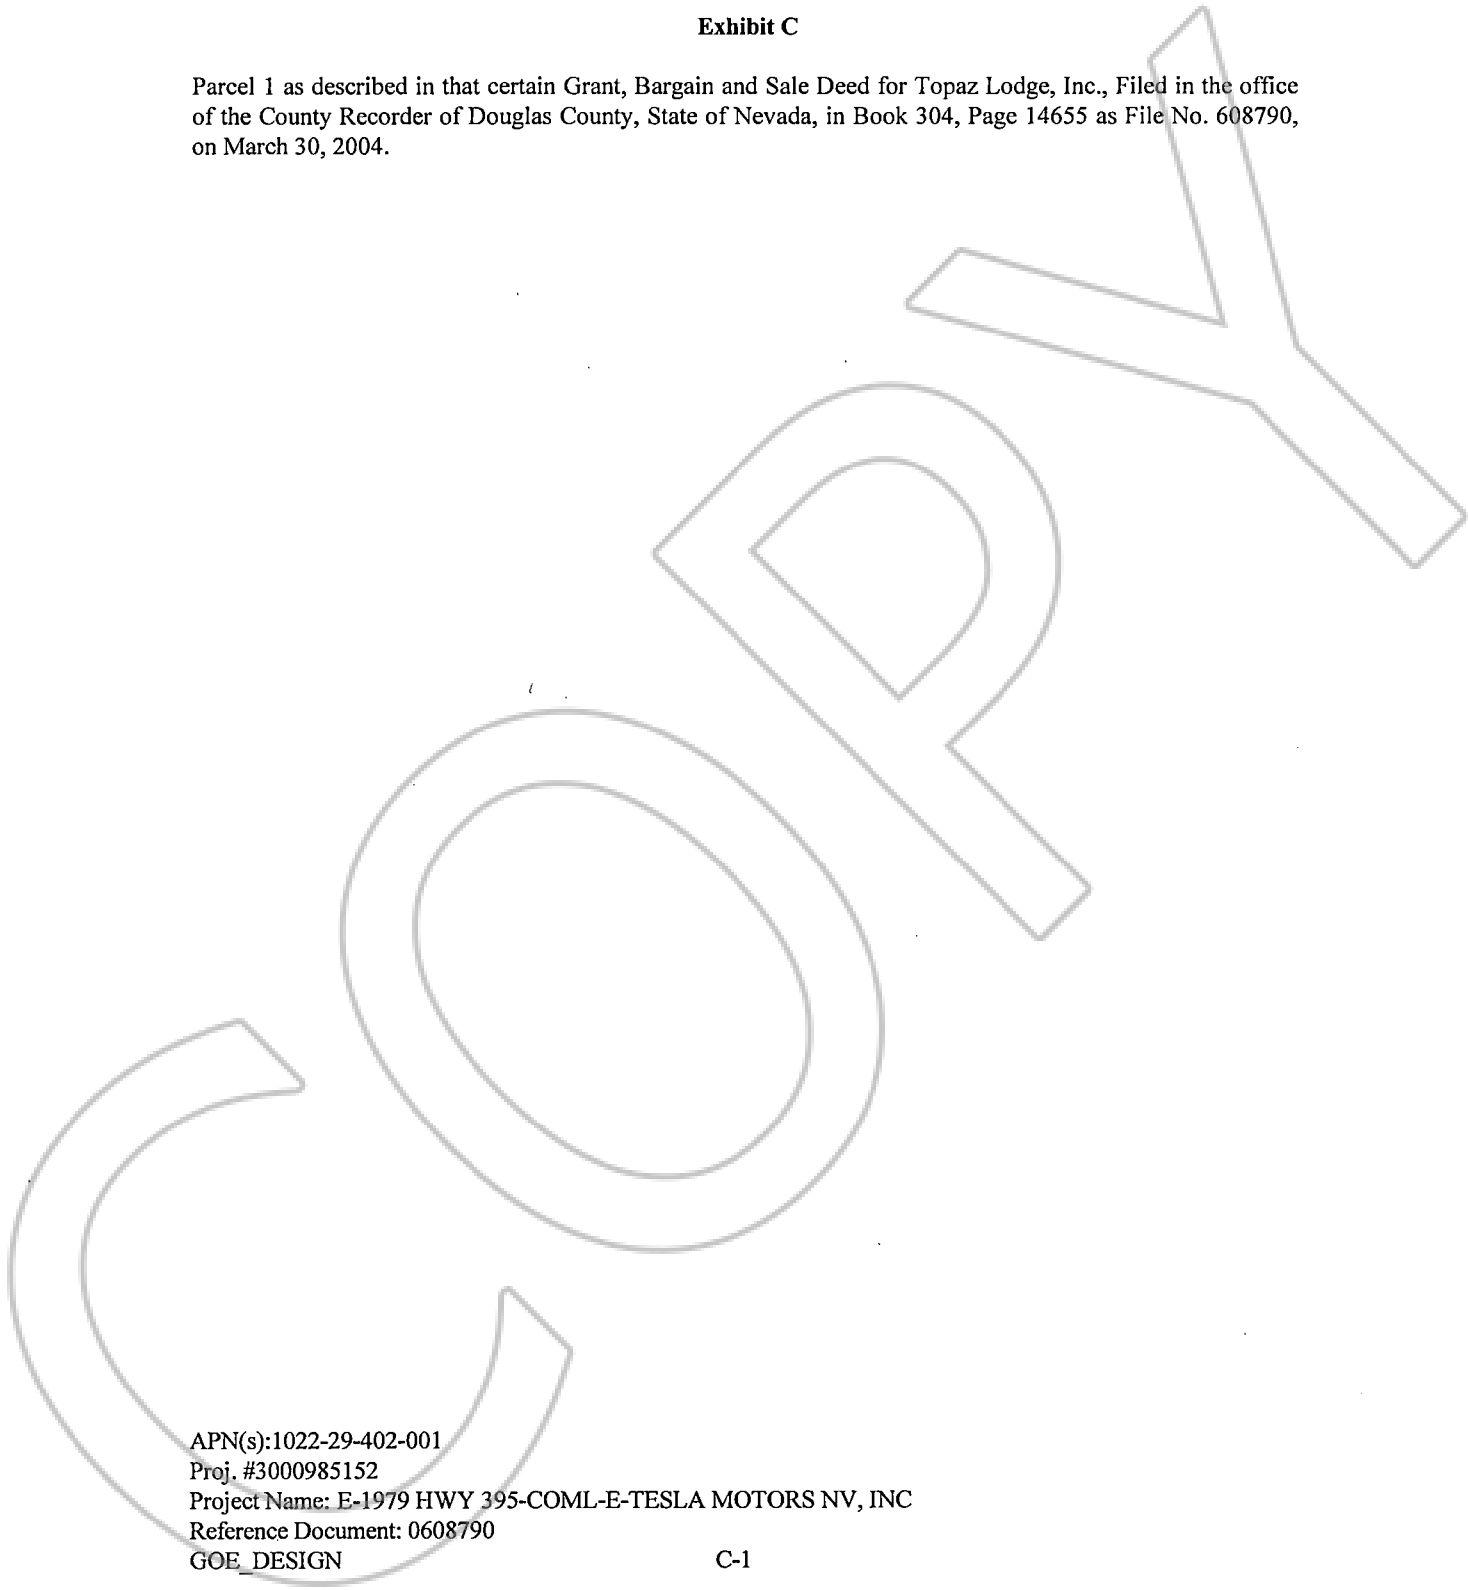 Exhibit C
Parcel 1 as described in that certain Grant, Bargain and Sale Deed for Topaz Lodge, Inc., Filed in the office
of the County Recorder of Douglas County, State of Nevada, in Book 304, Page 14655 as File No. 608790,
on March 30, 2004.
COPY
APN(s):1022-29-402-001
Proj. #3000985152
Project Name: E-1979 HWY 395-COML-E-TESLA MOTORS NV, INC
Reference Document: 0608790
GOE_DESIGN C-1